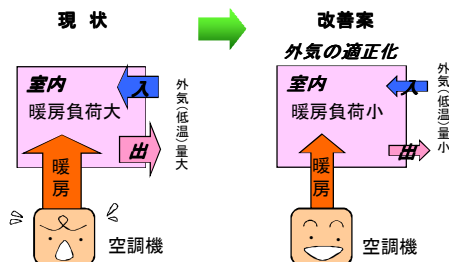 現 状
改善案
外気の適正化
室内
入
暖房負荷大
出
外気(低温)量大
暖房
空調機
室内
入
暖房負荷小
出
外気(低温)量小
暖房
空調機